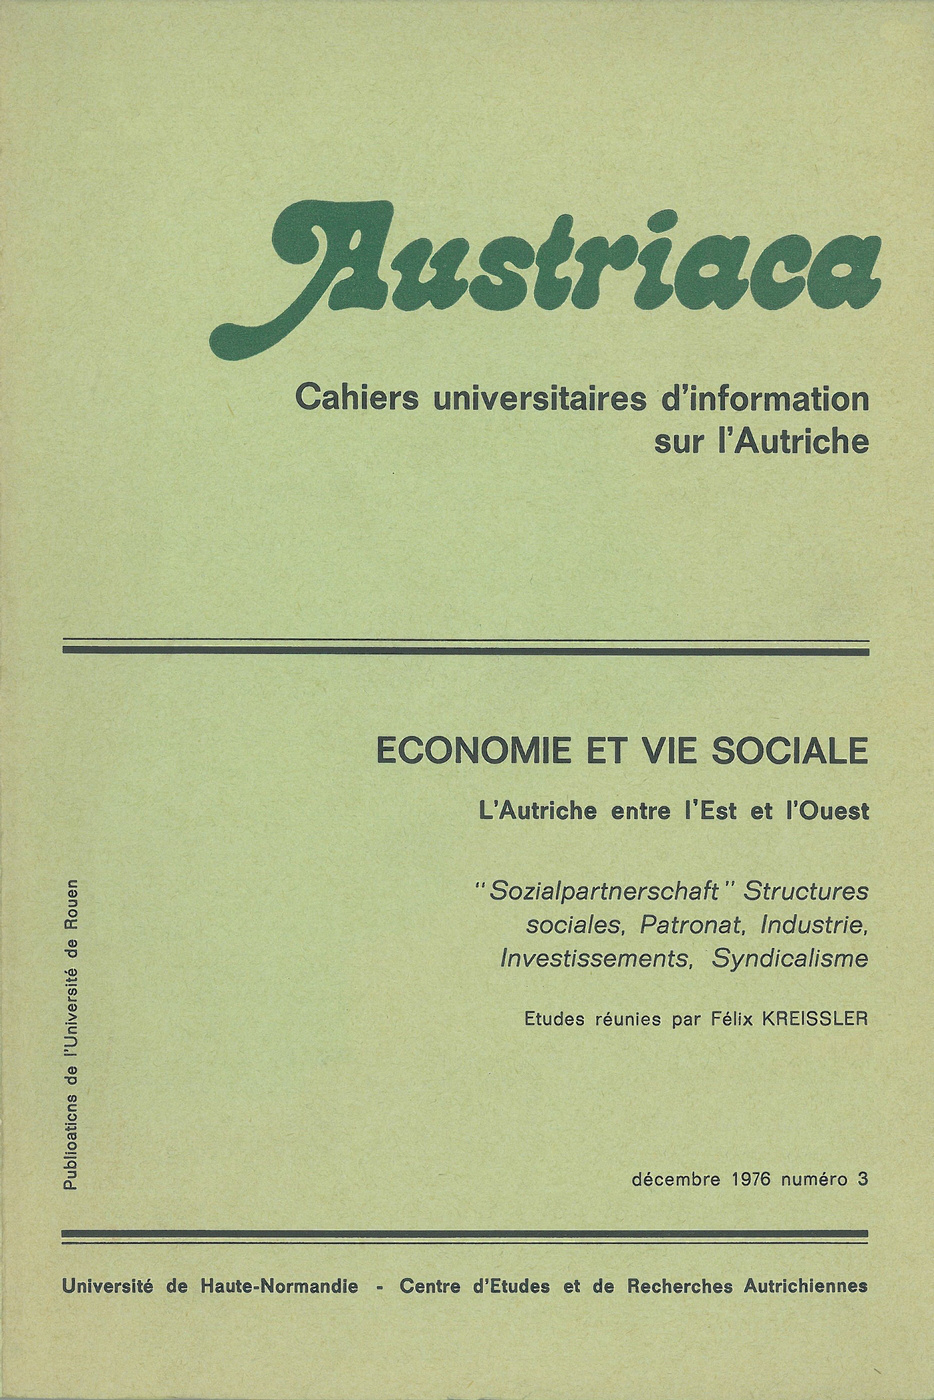 Austriaca
Cahiers universitaires d'information
sur l'Autriche
ECONOMIE ET VIE SOCIALE
L'Autriche entre l'Est et l'Ouest
"Sozialpartnerschaft" Structures
sociales, Patronat, Industrie,
Investissements, Syndicalisme
Etudes réunies par Félix KREISSLER
Publications de l'Université de Rouen
décembre 1976 numéro 3
Université de Haute-Normandie - Centre d'Etudes et de Recherches Autrichiennes